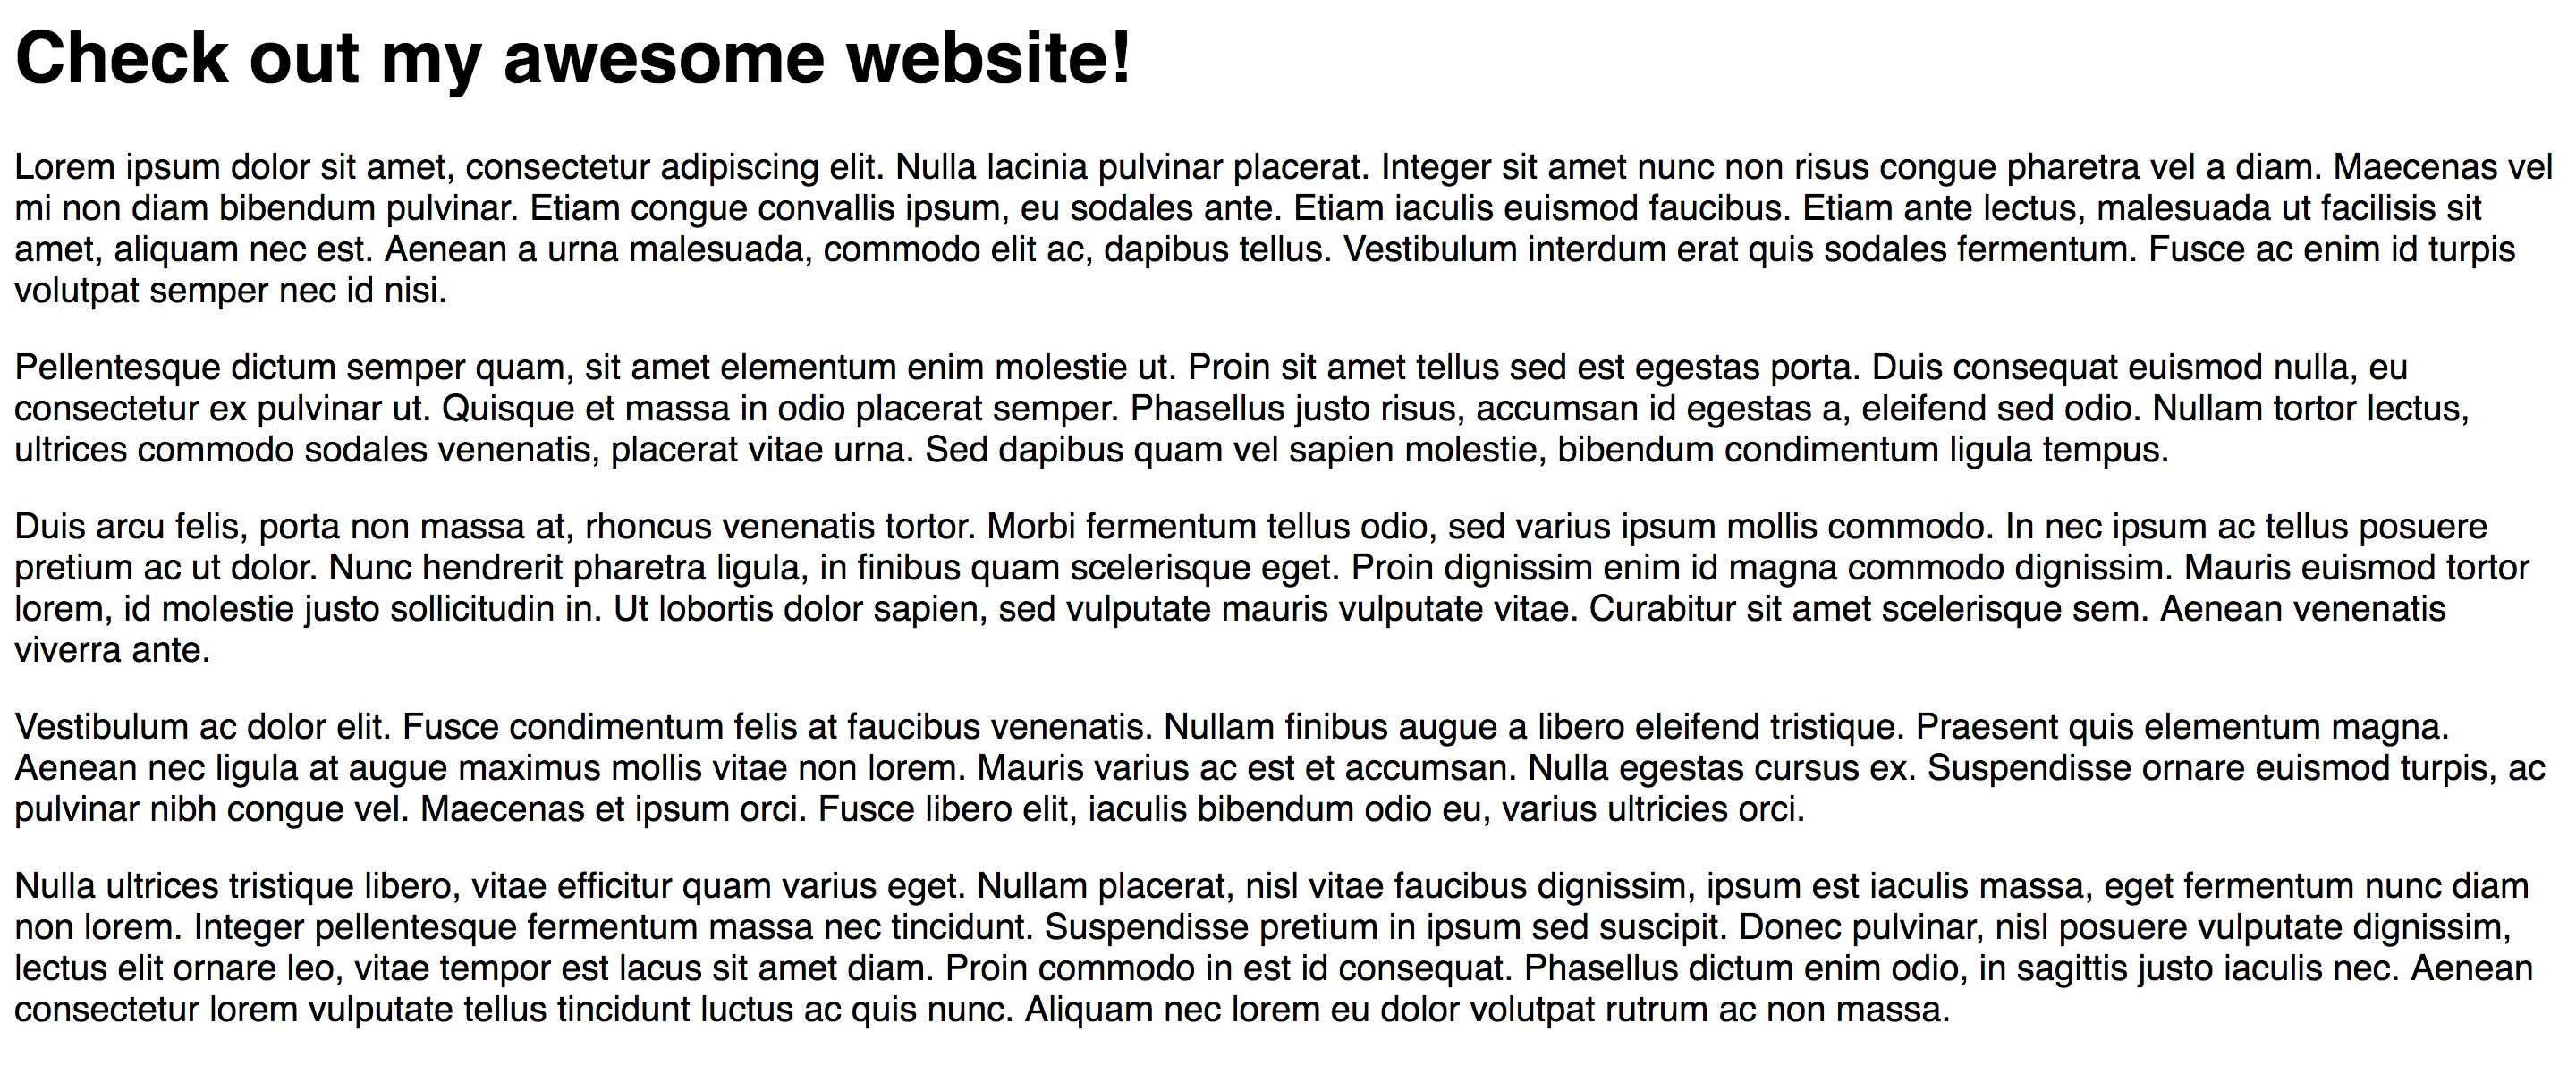 Check out my awesome website!
Lorem ipsum dolor sit amet, consectetur adipiscing elit. Nulla lacinia pulvinar placerat. Integer sit amet nunc non risus congue pharetra vel a diam. Maecenas vel
mi non diam bibendum pulvinar. Etiam congue convallis ipsum, eu sodales ante. Etiam iaculis euismod faucibus. Etiam ante lectus, malesuada ut facilisis sit
amet, aliquam nec est. Aenean a urna malesuada, commodo elit ac, dapibus tellus. Vestibulum interdum erat quis sodales fermentum. Fusce ac enim id turpis
volutpat semper nec id nisi.
Pellentesque dictum semper quam, sit amet elementum enim molestie ut. Proin sit amet tellus sed est egestas porta. Duis consequat euismod nulla, eu
consectetur ex pulvinar ut. Quisque et massa in odio placerat semper. Phasellus justo risus, accumsan id egestas a, eleifend sed odio. Nullam tortor lectus,
ultrices commodo sodales venenatis, placerat vitae urna. Sed dapibus quam vel sapien molestie, bibendum condimentum ligula tempus.
Duis arcu felis, porta non massa at, rhoncus venenatis tortor. Morbi fermentum tellus odio, sed varius ipsum mollis commodo. In nec ipsum ac tellus posuere
pretium ac ut dolor. Nunc hendrerit pharetra ligula, in finibus quam scelerisque eget. Proin dignissim enim id magna commodo dignissim. Mauris euismod tortor
lorem, id molestie justo sollicitudin in. Ut lobortis dolor sapien, sed vulputate mauris vulputate vitae. Curabitur sit amet scelerisque sem. Aenean venenatis
viverra ante.
Vestibulum ac dolor elit. Fusce condimentum felis at faucibus venenatis. Nullam finibus augue a libero eleifend tristique. Praesent quis elementum magna.
Aenean nec ligula at augue maximus mollis vitae non lorem. Mauris varius ac est et accumsan. Nulla egestas cursus ex. Suspendisse ornare euismod turpis, ac
pulvinar nibh congue vel. Maecenas et ipsum orci. Fusce libero elit, iaculis bibendum odio eu, varius ultricies orci.
Nulla ultrices tristique libero, vitae efficitur quam varius eget. Nullam placerat, nisl vitae faucibus dignissim, ipsum est iaculis massa, eget fermentum nunc diam
non lorem. Integer pellentesque fermentum massa nec tincidunt. Suspendisse pretium in ipsum sed suscipit. Donec pulvinar, nisl posuere vulputate dignissim,
lectus elit ornare leo, vitae tempor est lacus sit amet diam. Proin commodo in est id consequat. Phasellus dictum enim odio, in sagittis justo iaculis nec. Aenean
consectetur lorem vulputate tellus tincidunt luctus ac quis nunc. Aliquam nec lorem eu dolor volutpat rutrum ac non massa.